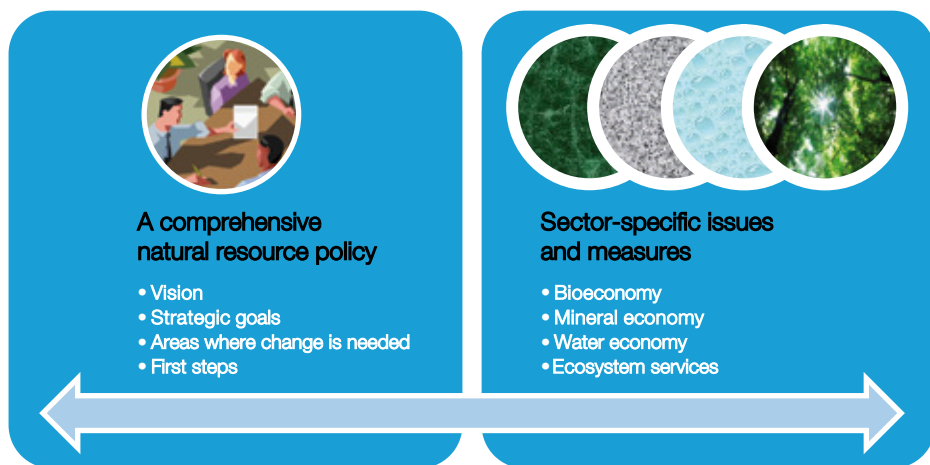 A comprehensive
natural resource policy
• Vision
• Strategic goals
• Areas where change is needed
• First steps
Sector-specific issues
and measures
• Bioeconomy
• Mineral economy
• Water economy
• Ecosystem services